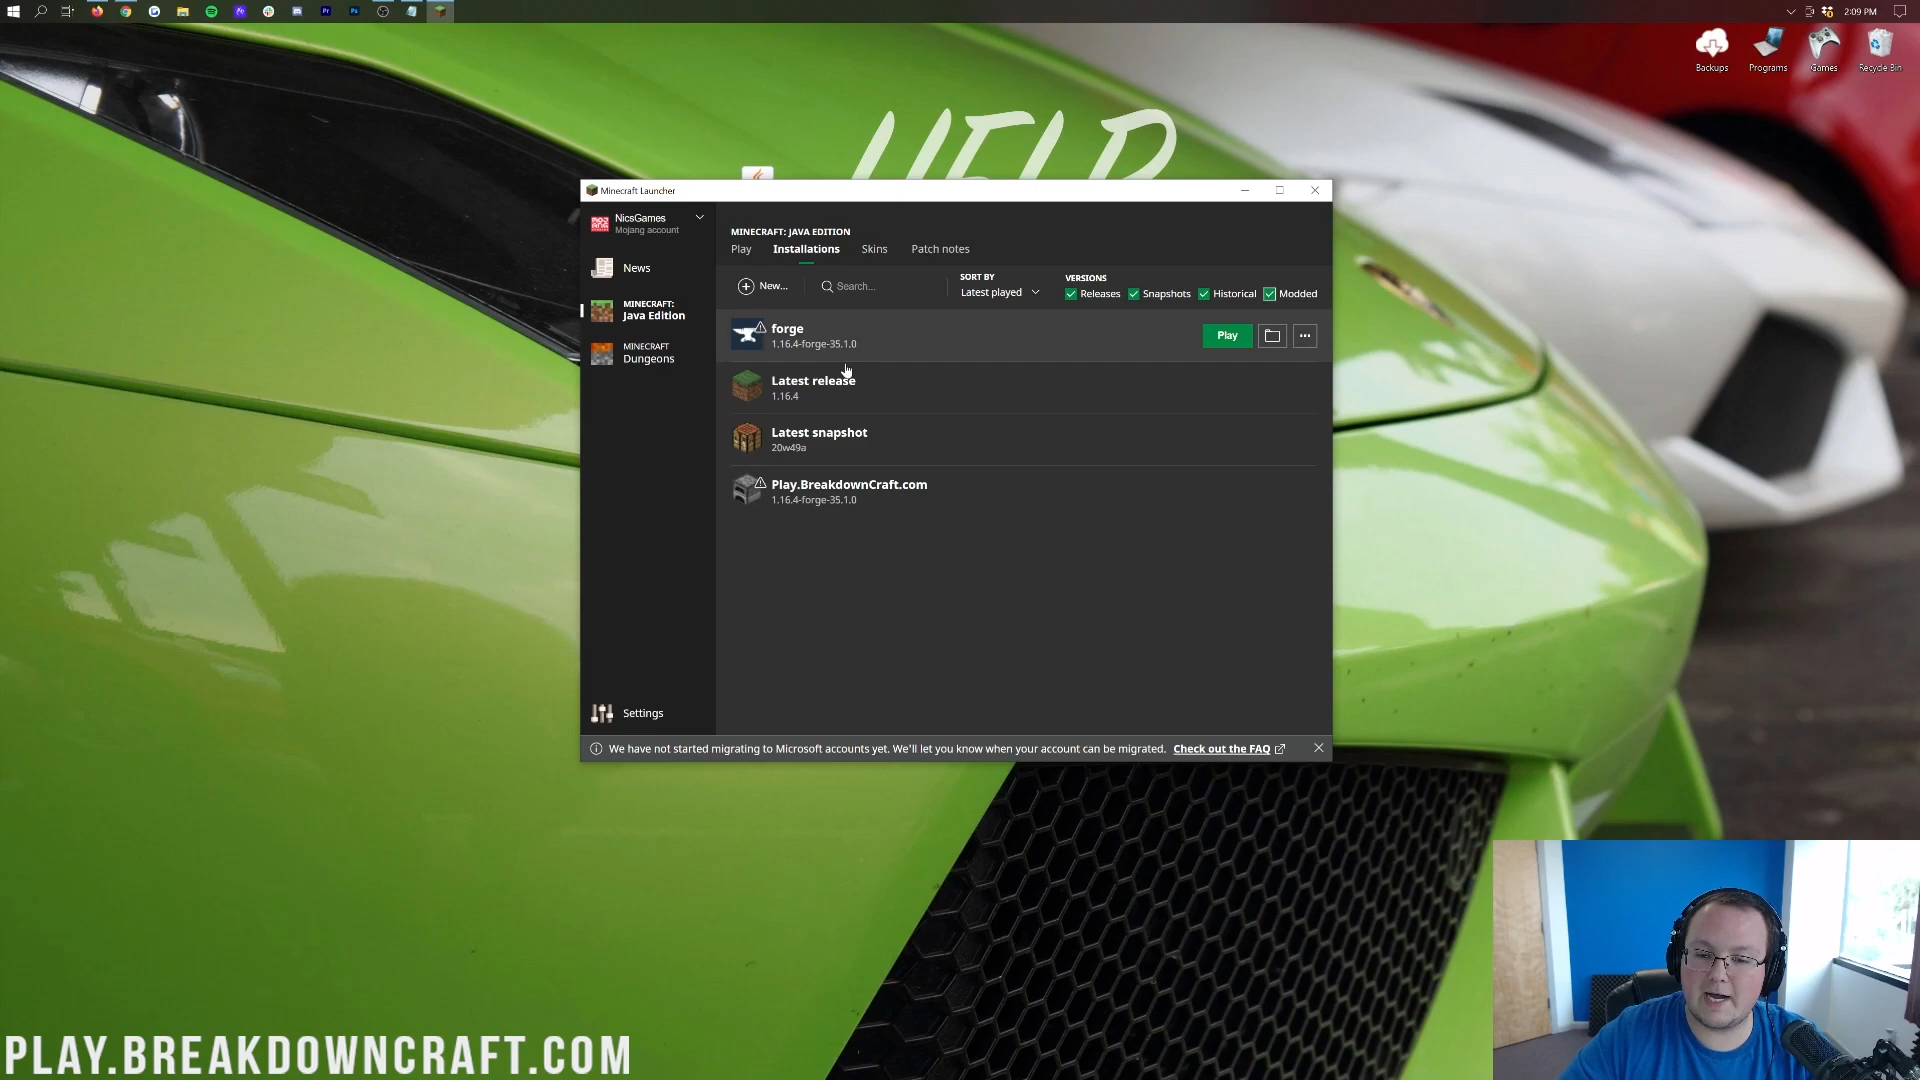 2:09 PM
Backups
Programs
Games
Recycle Bin
HELP
Minecraft Launcher
NicsGames
Mojang account
News
MINECRAFT:
Java Edition
MINECRAFT
Dungeons
Settings
MINECRAFT: JAVA EDITION
Play
Installations
Skins
Patch notes
New...
Search...
SORT BY
Latest played
VERSIONS
Releases
Snapshots
Historical
Modded
forge
1.16.4-forge-35.1.0
Play
Latest release
1.16.4
Latest snapshot
20w49a
Play.BreakdownCraft.com
1.16.4-forge-35.1.0
We have not started migrating to Microsoft accounts yet. We'll let you know when your account can be migrated. Check out the FAQ
PLAY.BREAKDOWNCRAFT.COM